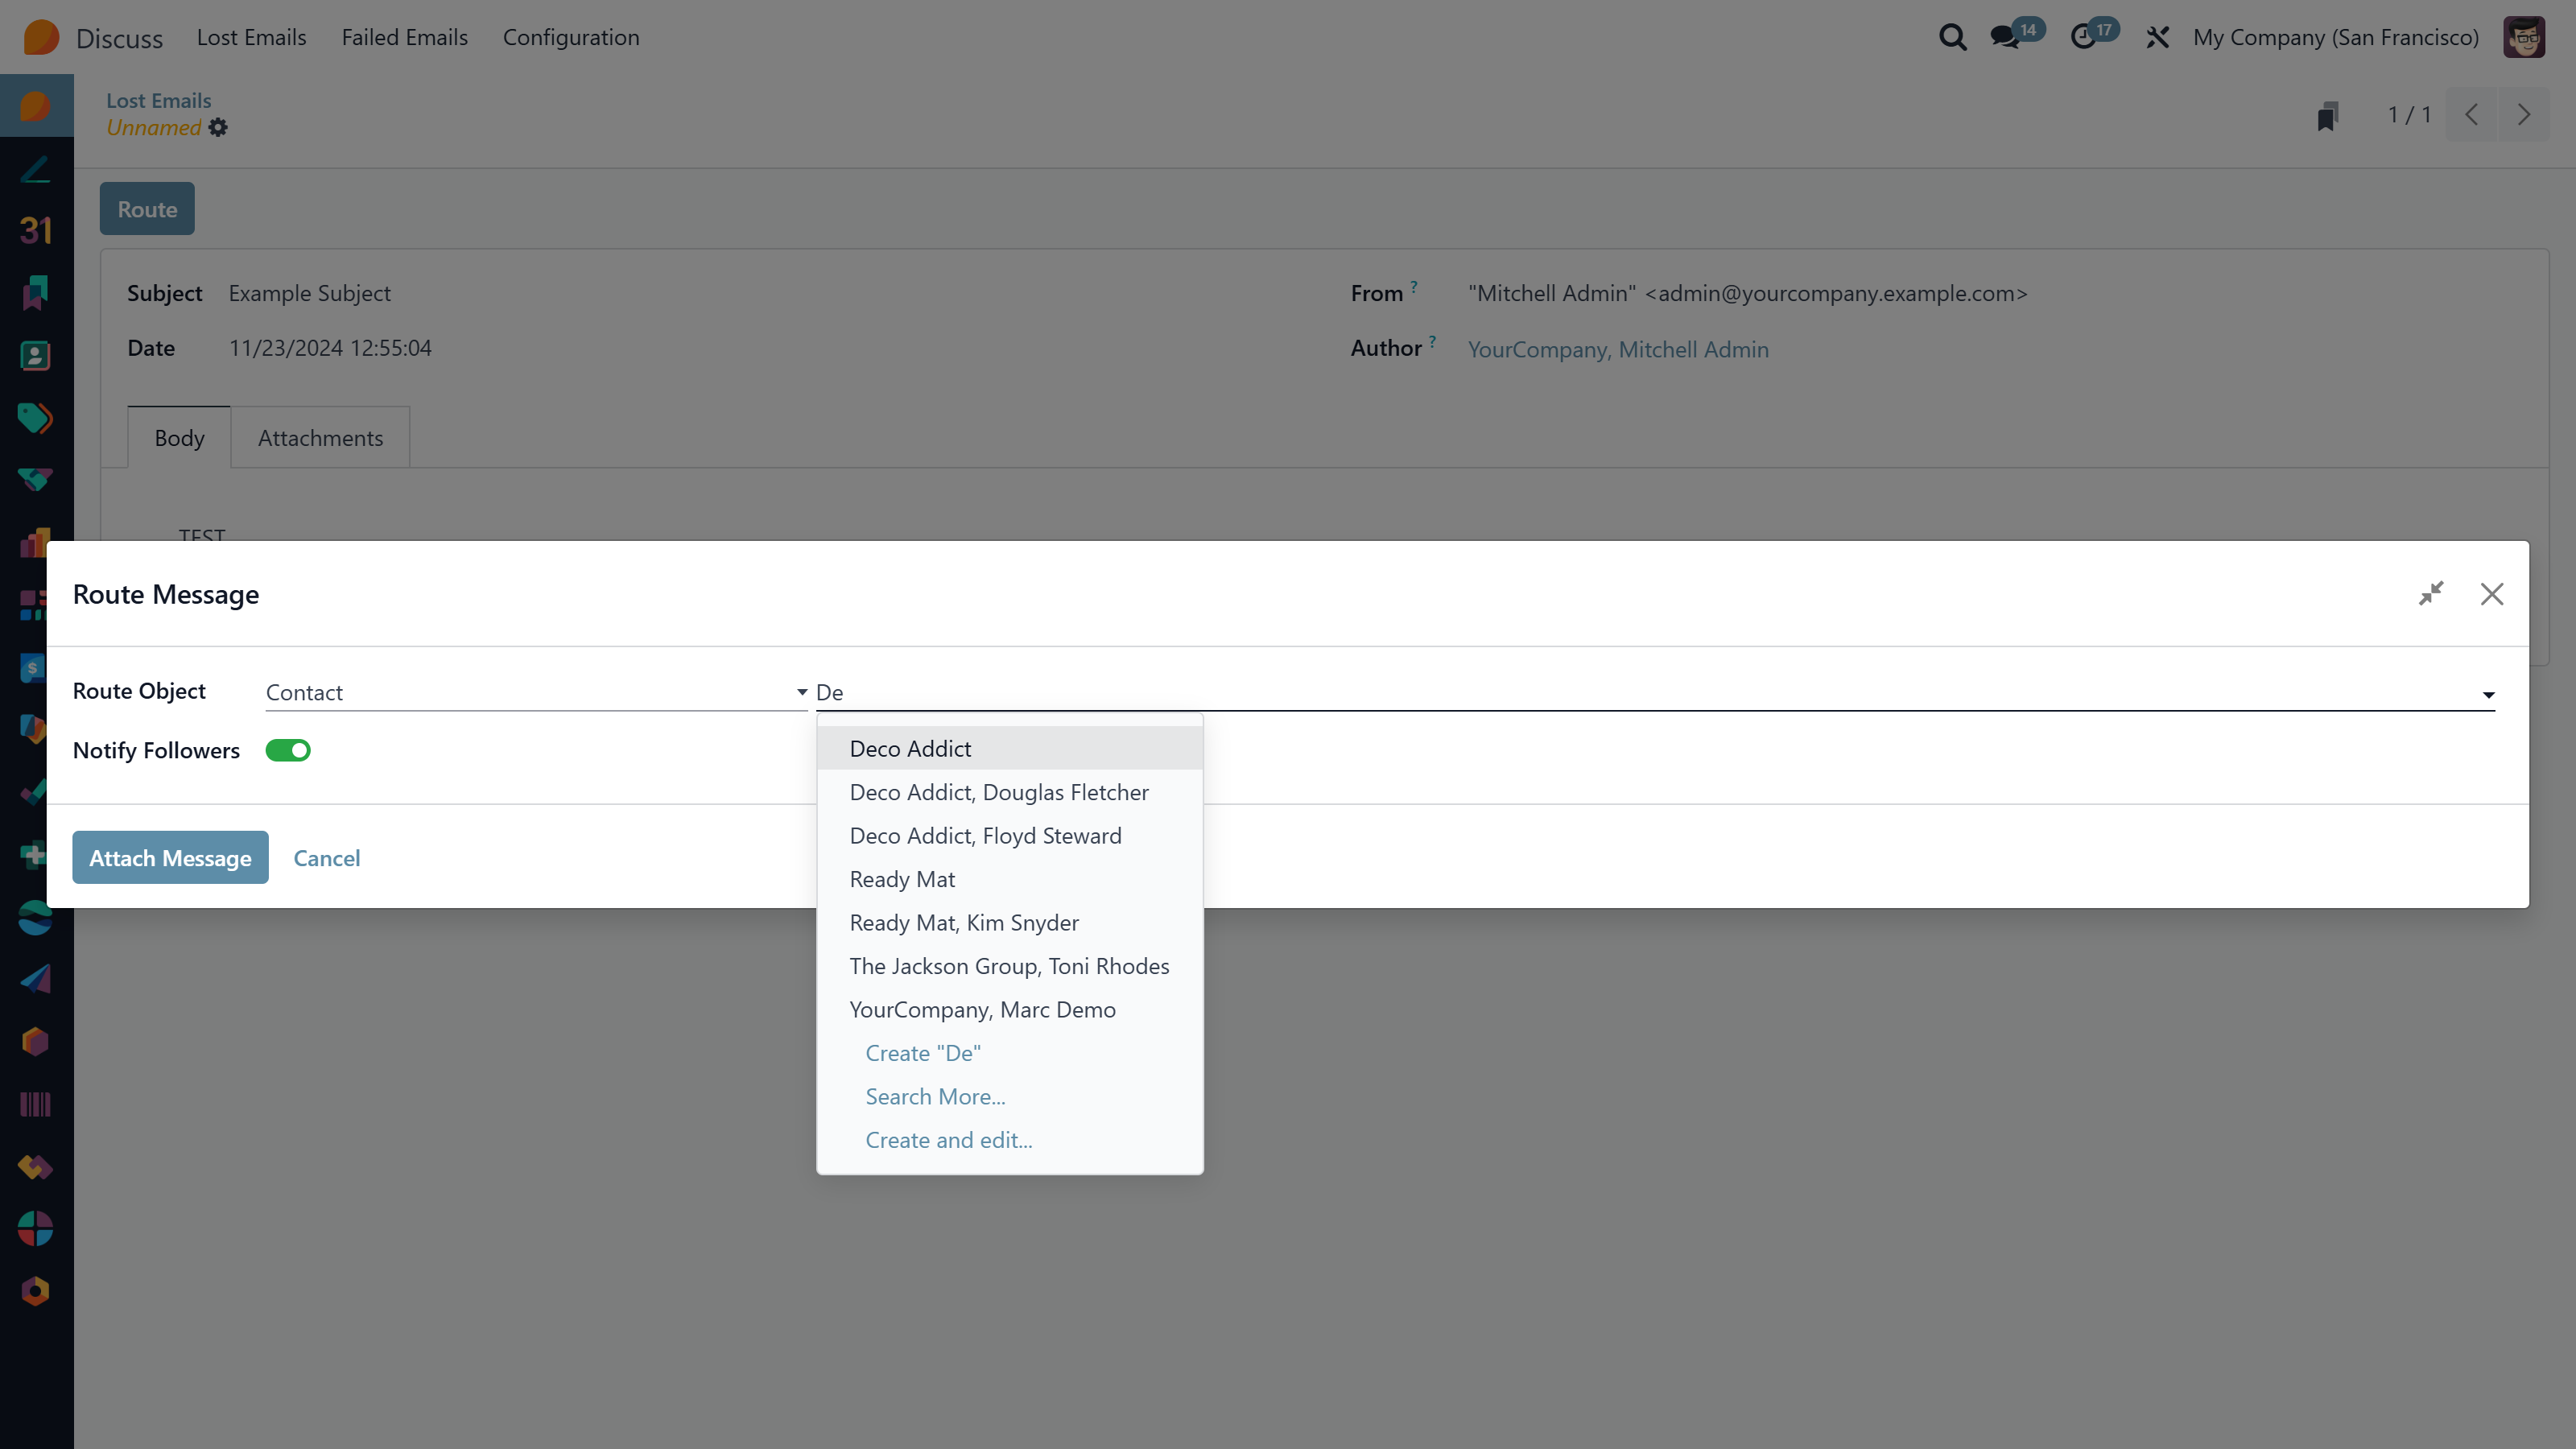 Discuss Lost Emails Failed Emails Configuration 14 17 My Company (San Francisco)
Lost Emails
Unnamed
1 / 1
31
Route
Subject Example Subject From ? "Mitchell Admin" <admin@yourcompany.example.com>
Date 11/23/2024 12:55:04 Author ? YourCompany, Mitchell Admin
Body Attachments
TEST
Route Message
Route Object Contact De
Notify Followers
Deco Addict
Deco Addict, Douglas Fletcher
Deco Addict, Floyd Steward
Ready Mat
Ready Mat, Kim Snyder
The Jackson Group, Toni Rhodes
YourCompany, Marc Demo
Create "De"
Search More...
Create and edit...
Attach Message Cancel